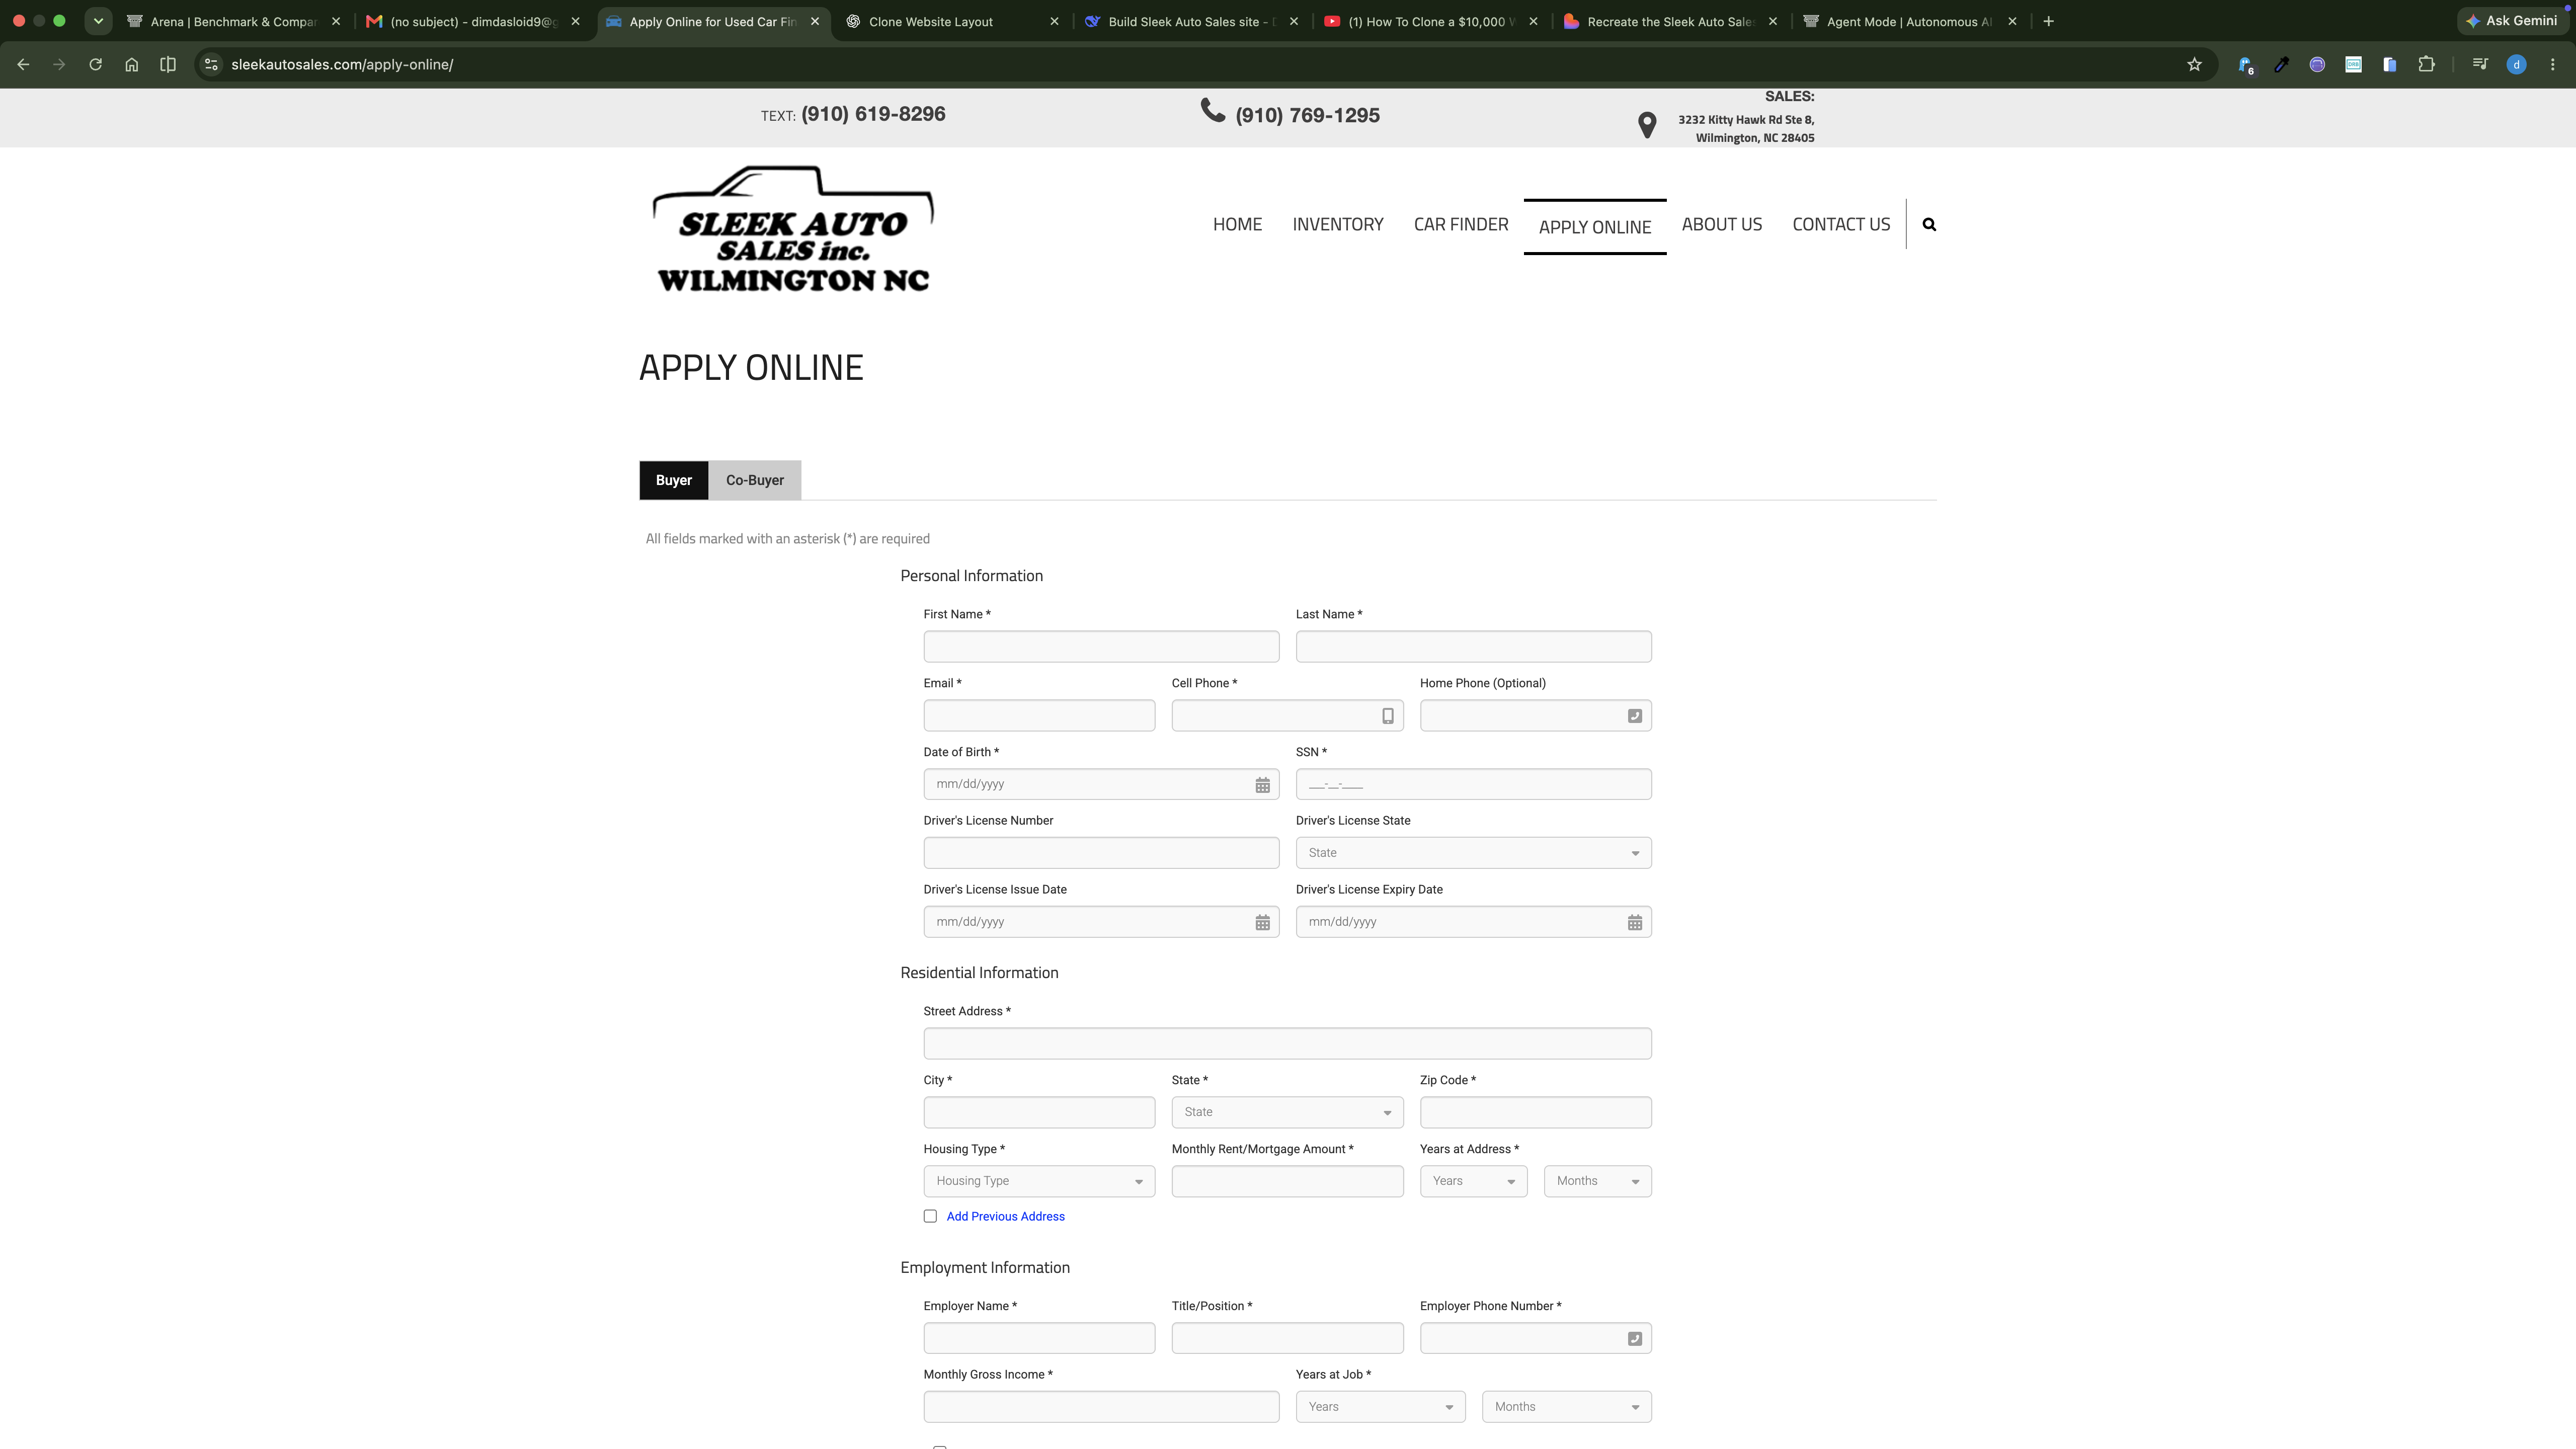 Arena | Benchmark & Compar
(no subject) - dimdasloid9@g
Apply Online for Used Car Fin
Clone Website Layout
Build Sleek Auto Sales site - D
(1) How To Clone a $10,000 W
Recreate the Sleek Auto Sale
Agent Mode | Autonomous AI
Ask Gemini
sleekautosales.com/apply-online/
6
d
TEXT: (910) 619-8296
(910) 769-1295
SALES:
3232 Kitty Hawk Rd Ste 8,
Wilmington, NC 28405
SLEEK AUTO
SALES inc.
WILMINGTON NC
HOME INVENTORY CAR FINDER APPLY ONLINE ABOUT US CONTACT US
APPLY ONLINE
Buyer Co-Buyer
All fields marked with an asterisk (*) are required
Personal Information
First Name * Last Name *
Email * Cell Phone * Home Phone (Optional)
Date of Birth * SSN *
mm/dd/yyyy ___-__-____
Driver's License Number Driver's License State
State
Driver's License Issue Date Driver's License Expiry Date
mm/dd/yyyy mm/dd/yyyy
Residential Information
Street Address *
City * State * Zip Code *
State
Housing Type * Monthly Rent/Mortgage Amount * Years at Address *
Housing Type Years Months
Add Previous Address
Employment Information
Employer Name * Title/Position * Employer Phone Number *
Monthly Gross Income * Years at Job *
Years Months